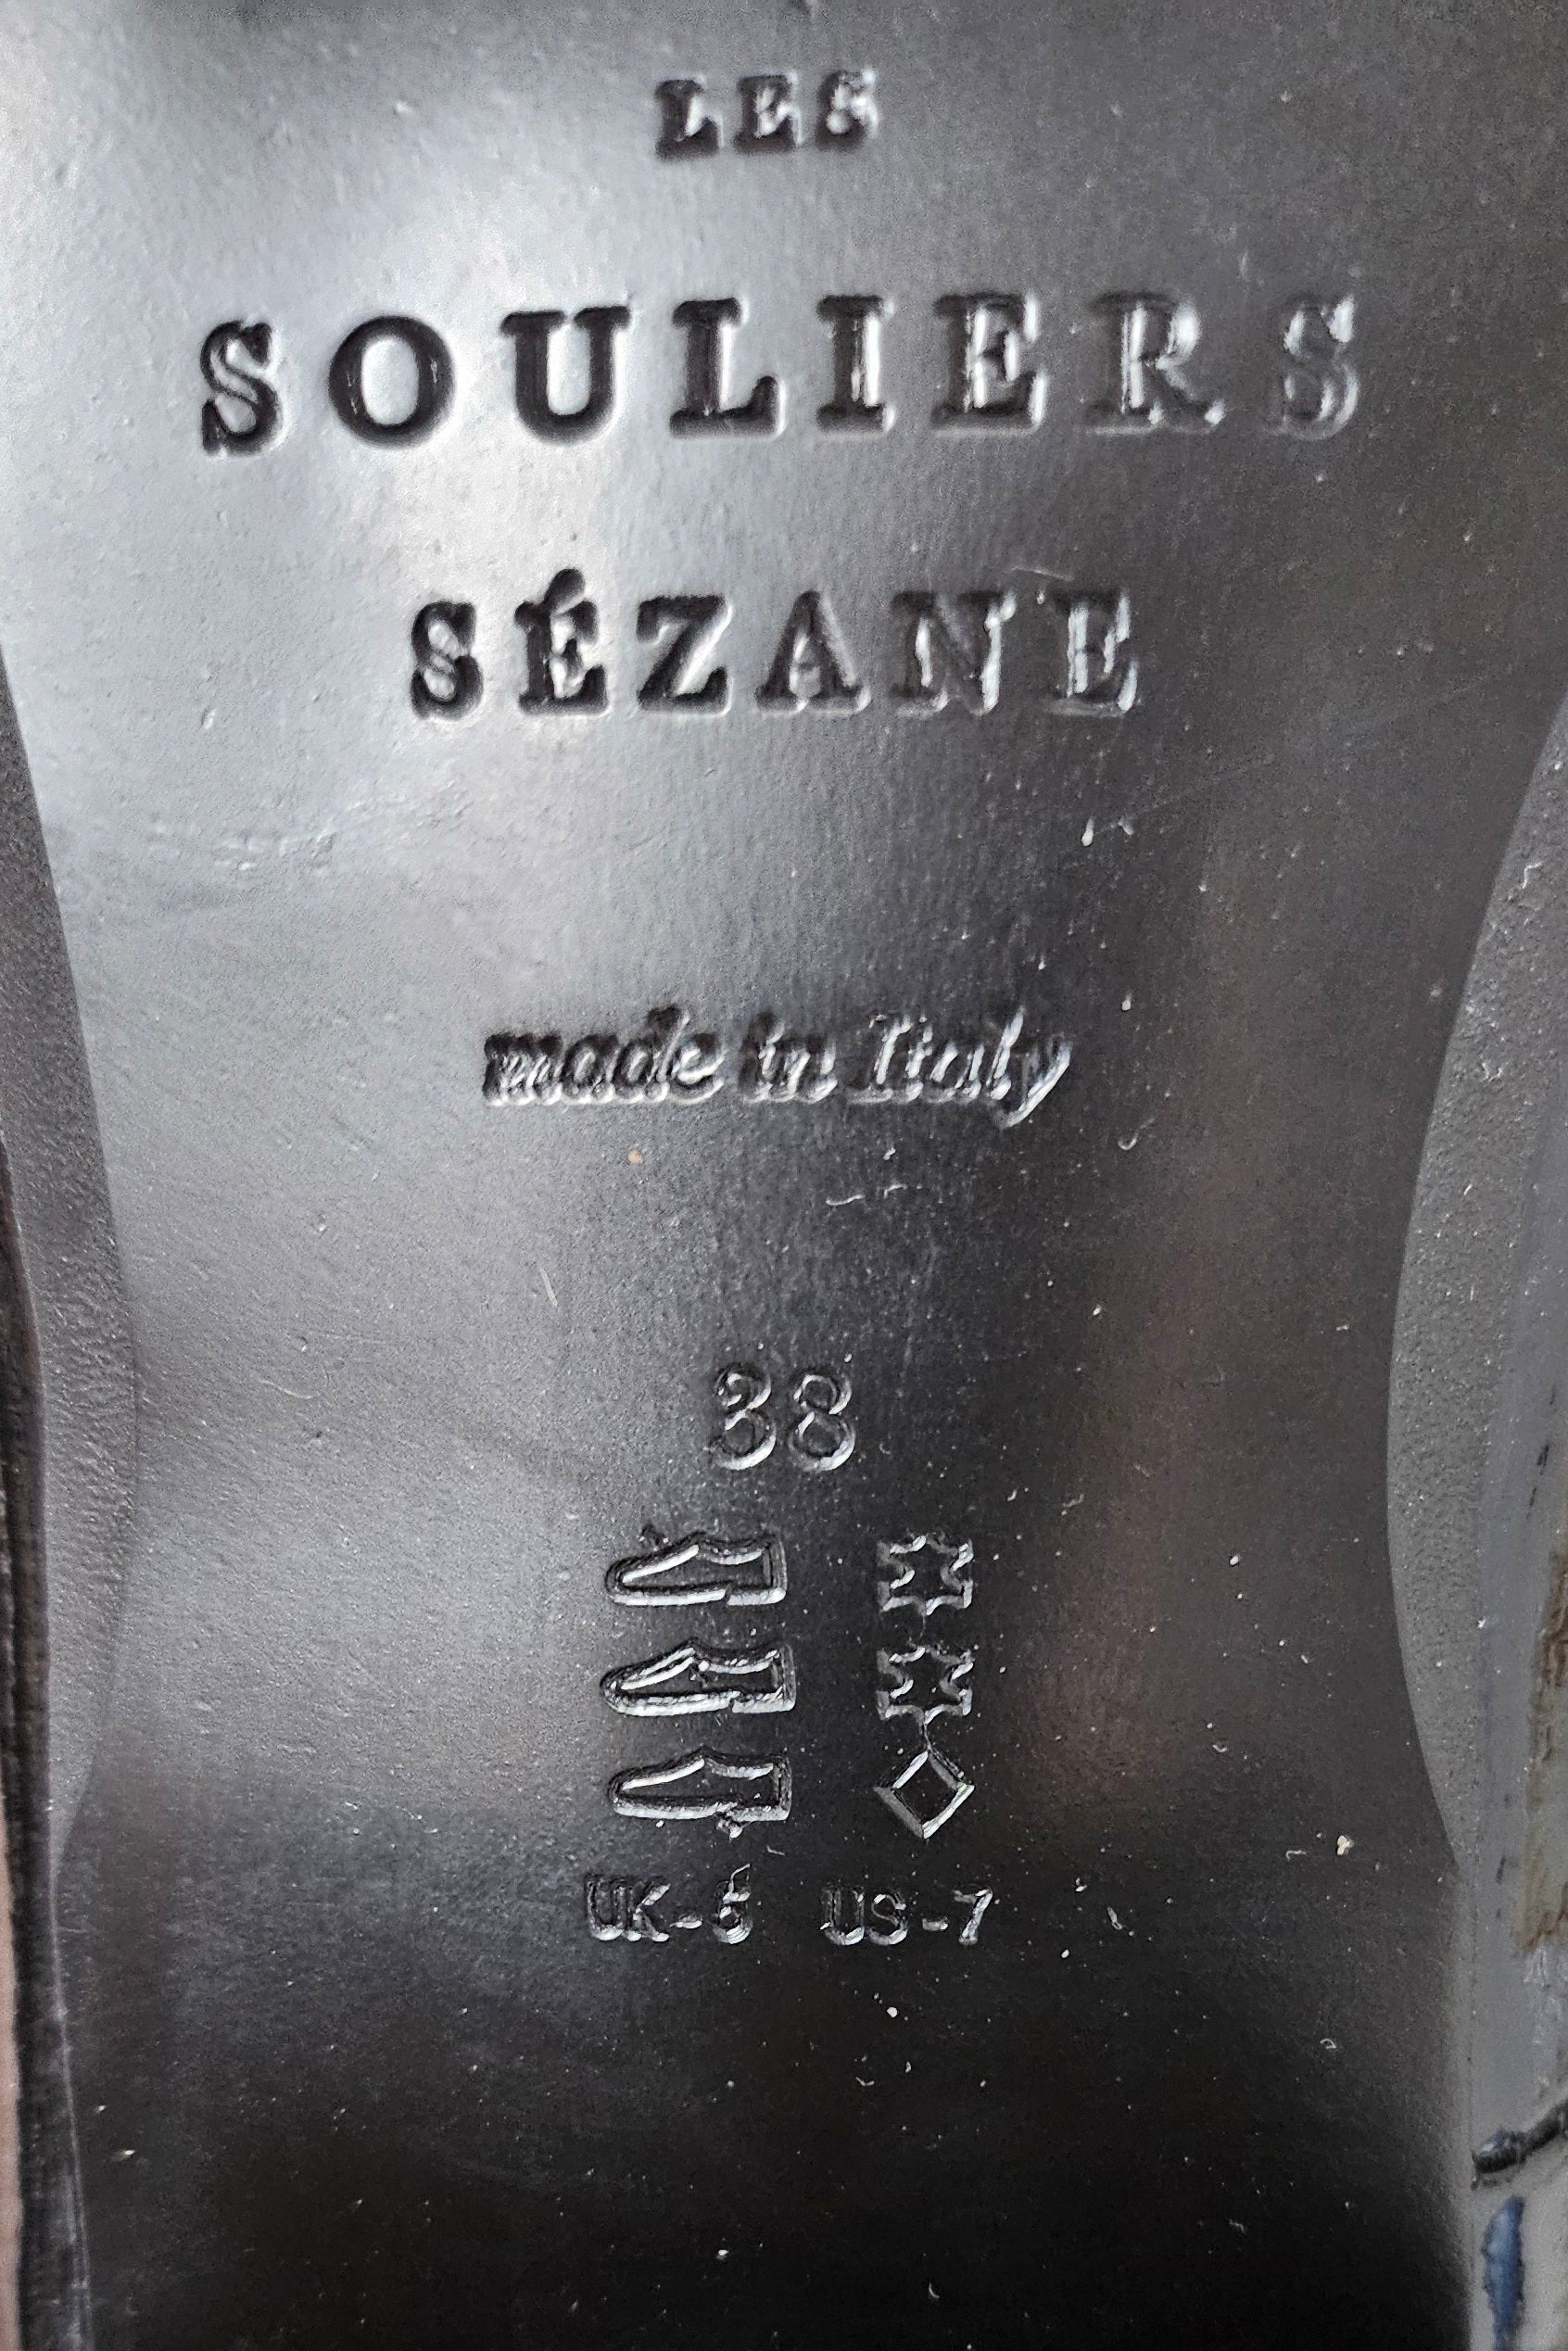 LES
SOULIERS
SÉZANE
made in Italy
38
UK-5 US-7